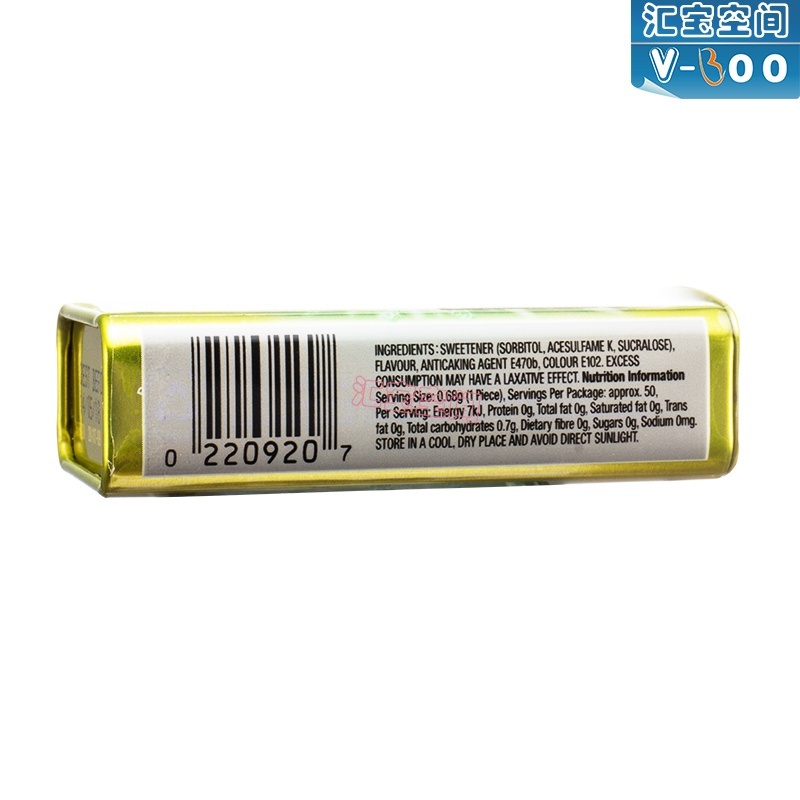 汇宝空间
V-BOO
INGREDIENTS: SWEETENER (SORBITOL, ACESULFAME K, SUCRALOSE),
FLAVOUR, ANTICAKING AGENT E470b, COLOUR E102. EXCESS
CONSUMPTION MAY HAVE A LAXATIVE EFFECT. Nutrition Information
Serving Size: 0.68g (1 Piece), Servings Per Package: approx. 50,
Per Serving: Energy 7kJ, Protein 0g, Total fat 0g, Saturated fat 0g, Trans
fat 0g, Total carbohydrates 0.7g, Dietary fibre 0g, Sugars 0g, Sodium 0mg.
STORE IN A COOL, DRY PLACE AND AVOID DIRECT SUNLIGHT.
0 220920 7